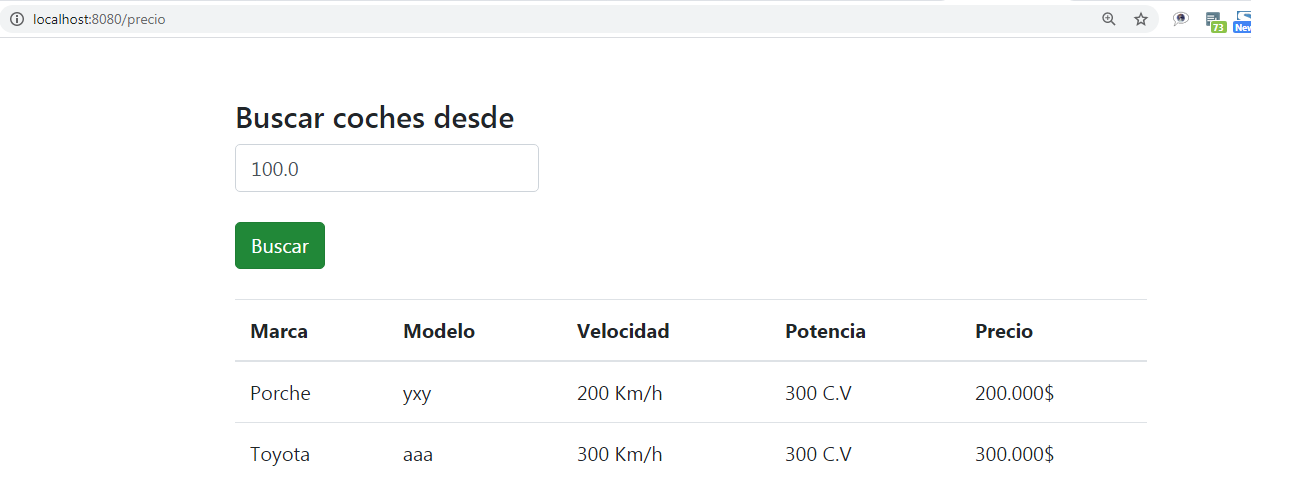 localhost:8080/precio
73
New
Buscar coches desde
100.0
Buscar
Marca Modelo Velocidad Potencia Precio
Porche yxy 200 Km/h 300 C.V 200.000$
Toyota aaa 300 Km/h 300 C.V 300.000$